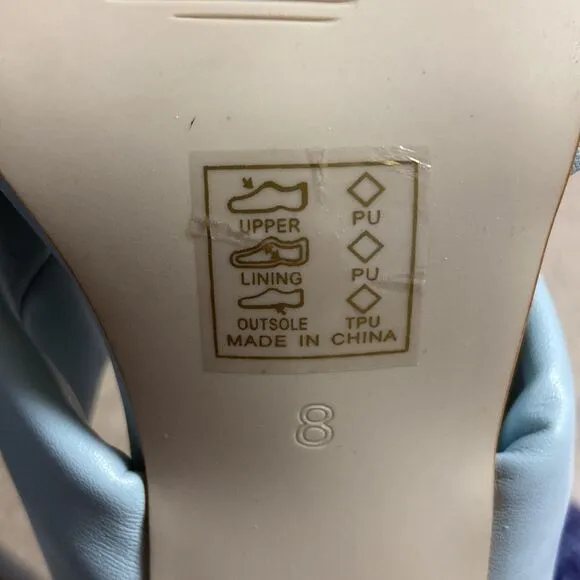 UPPER PU
LINING PU
OUTSOLE TPU
MADE IN CHINA
8